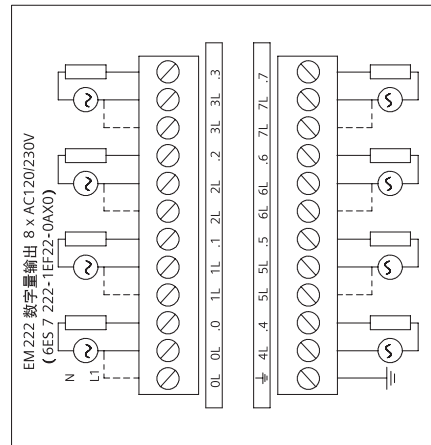 EM 222 数字量输出 8 x AC120/230V
( 6ES 7 222-1EF22-0AX0)
N
L1
0L 0L .0 1L 1L .1 2L 2L .2 3L 3L .3
4L .4 5L 5L .5 6L 6L .6 7L 7L .7